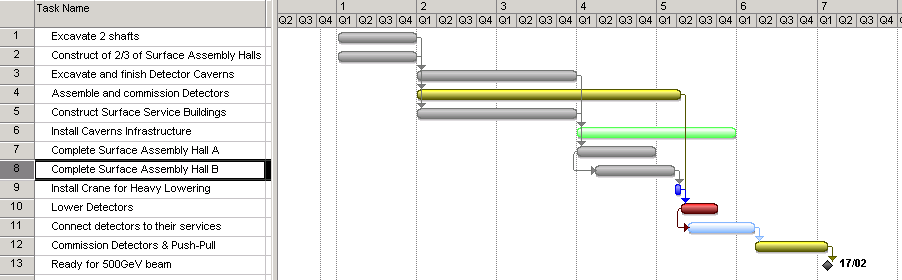 Task Name
1 2 3 4 5 6 7
Q2 Q3 Q4 Q1 Q2 Q3 Q4 Q1 Q2 Q3 Q4 Q1 Q2 Q3 Q4 Q1 Q2 Q3 Q4 Q1 Q2 Q3 Q4 Q1 Q2 Q3 Q4 Q1 Q2 Q3 Q4
1 Excavate 2 shafts
2 Construct of 2/3 of Surface Assembly Halls
3 Excavate and finish Detector Caverns
4 Assemble and commission Detectors
5 Construct Surface Service Buildings
6 Install Caverns Infrastructure
7 Complete Surface Assembly Hall A
8 Complete Surface Assembly Hall B
9 Install Crane for Heavy Lowering
10 Lower Detectors
11 Connect detectors to their services
12 Commission Detectors & Push-Pull
13 Ready for 500GeV beam 17/02